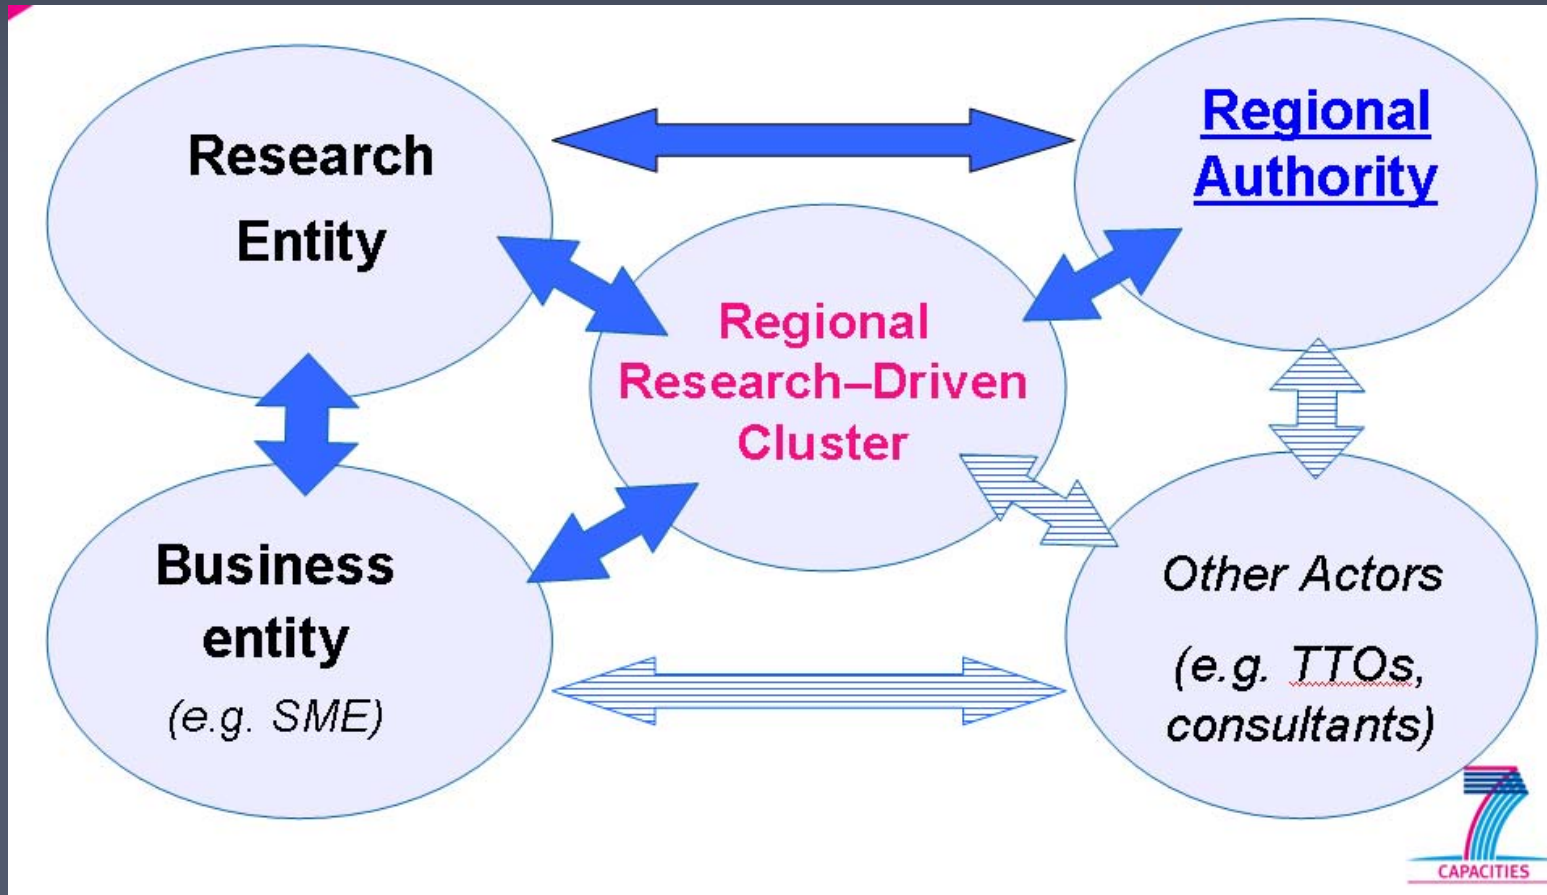 Research
Entity
Regional
Authority
Regional
Research–Driven
Cluster
Business
entity
(e.g. SME)
Other Actors
(e.g. TTOs,
consultants)
7
CAPACITIES